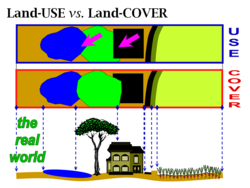 Land-USE vs. Land-COVER
USE
COVER
the
real
world